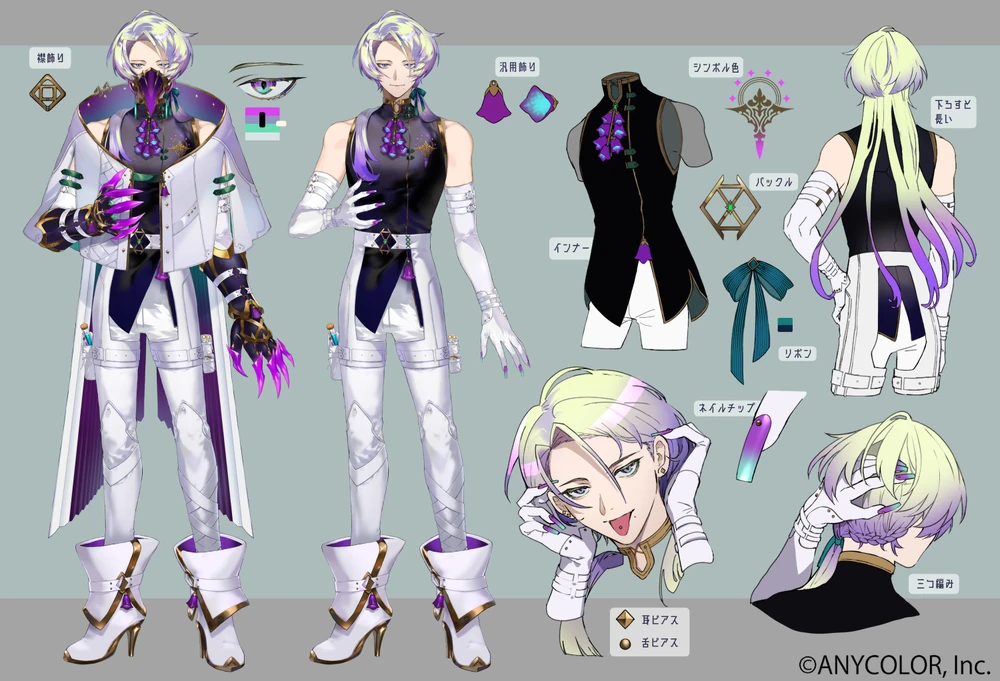 襟飾り
汎用飾り
シンボル色
下ろすと
長い
バックル
インナー
リボン
ネイルチップ
三つ編み
耳ピアス
舌ピアス
©ANYCOLOR, Inc.